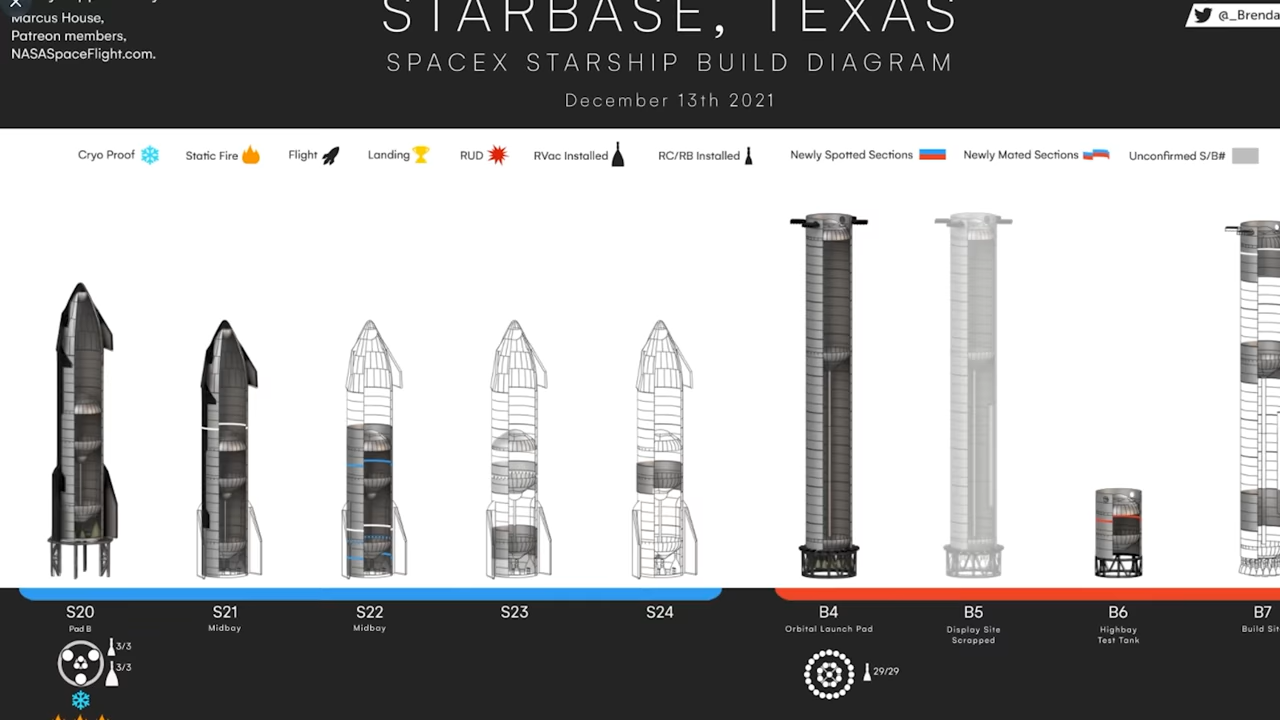 Marcus House,
Patreon members,
NASASpaceFlight.com.
STARBASE, TEXAS
SPACEX STARSHIP BUILD DIAGRAM
December 13th 2021
@_Brenda
Cryo Proof
Static Fire
Flight
Landing
RUD
RVac Installed
RC/RB Installed
Newly Spotted Sections
Newly Mated Sections
Unconfirmed S/B#
S20
Pad B
3/3
3/3
S21
Midbay
S22
Midbay
S23
S24
B4
Orbital Launch Pad
29/29
B5
Display Site
Scrapped
B6
Highbay
Test Tank
B7
Build Sit